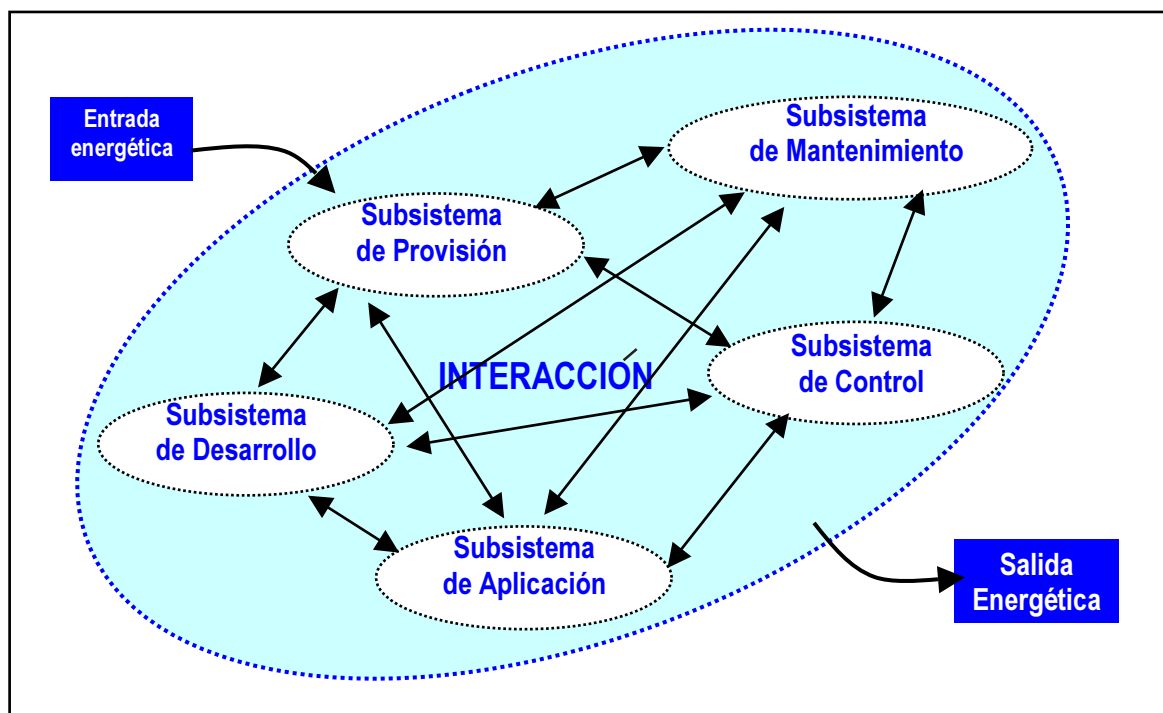 Entrada
energética
Subsistema
de Mantenimiento
Subsistema
de Provisión
INTERACCIÓN
Subsistema
de Control
Subsistema
de Desarrollo
Subsistema
de Aplicación
Salida
Energética